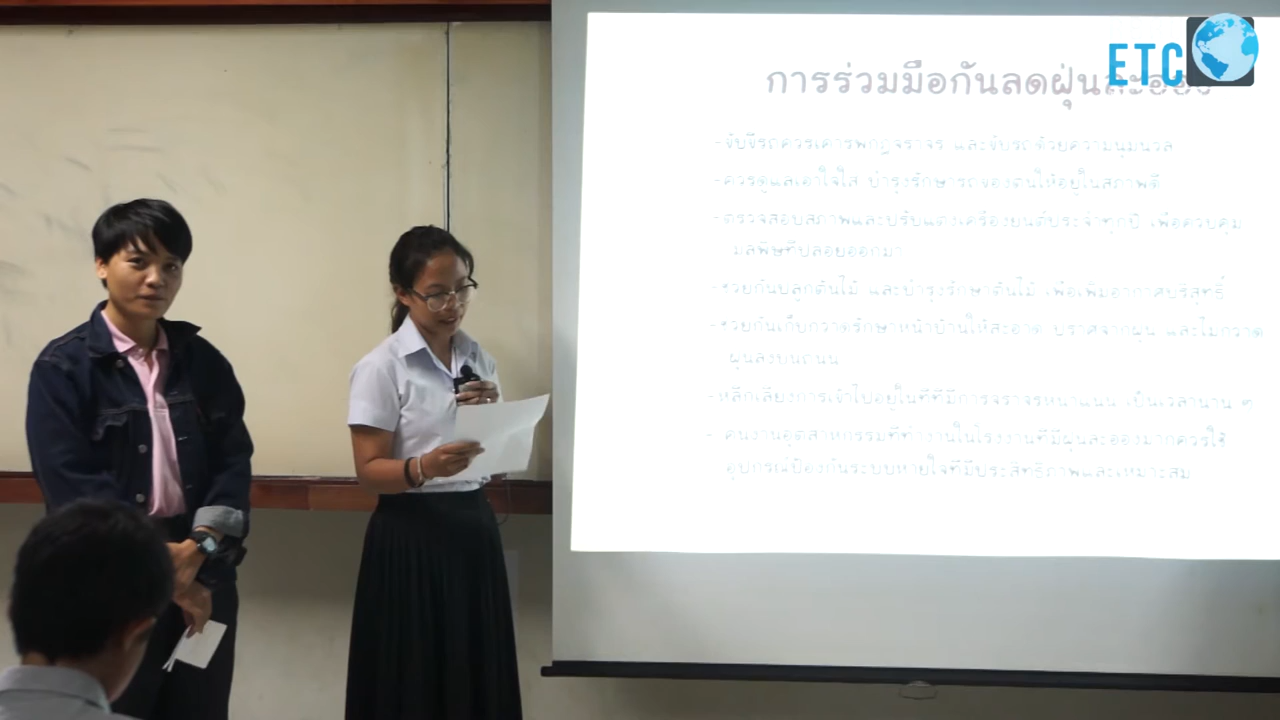 ETC
การร่วมมือกันลดฝุ่นละออง
-ขับขี่รถควรเคารพกฎจราจร และขับรถด้วยความนุ่มนวล
-ควรดูแลเอาใจใส่ บำรุงรักษารถของตนให้อยู่ในสภาพดี
-ตรวจสอบสภาพและปรับแต่งเครื่องยนต์ประจำทุกปี เพื่อควบคุม
มลพิษที่ปล่อยออกมา
-ช่วยกันปลูกต้นไม้ และบำรุงรักษาต้นไม้ เพื่อเพิ่มอากาศบริสุทธิ์
-ช่วยกันเก็บกวาดรักษาหน้าบ้านให้สะอาด ปราศจากฝุ่น และไม่กวาด
ฝุ่นลงบนถนน
-หลีกเลี่ยงการเข้าไปอยู่ในที่ที่มีการจราจรหนาแน่น เป็นเวลานาน ๆ
- คนงานอุตสาหกรรมที่ทำงานในโรงงานที่มีฝุ่นละอองมากควรใช้
อุปกรณ์ป้องกันระบบหายใจที่มีประสิทธิภาพและเหมาะสม